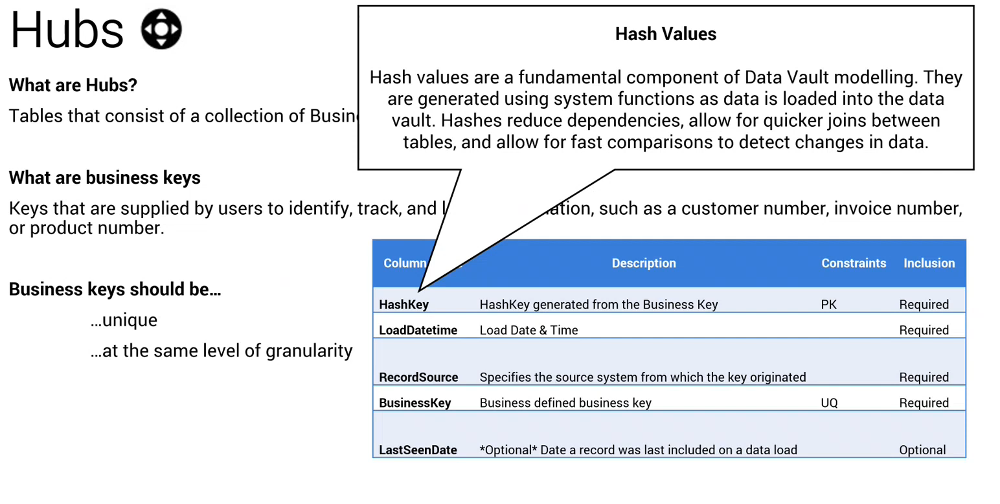 Hubs
Hash Values
Hash values are a fundamental component of Data Vault modelling. They
are generated using system functions as data is loaded into the data
vault. Hashes reduce dependencies, allow for quicker joins between
tables, and allow for fast comparisons to detect changes in data.
What are Hubs?
Tables that consist of a collection of
What are business keys
Keys that are supplied by users to identify, track, and such as a customer number, invoice number,
or product number.
Business keys should be…
…unique
…at the same level of granularity
Column Description Constraints Inclusion
HashKey HashKey generated from the Business Key PK Required
LoadDatetime Load Date & Time Required
RecordSource Specifies the source system from which the key originated Required
BusinessKey Business defined business key UQ Required
LastSeenDate *Optional* Date a record was last included on a data load Optional